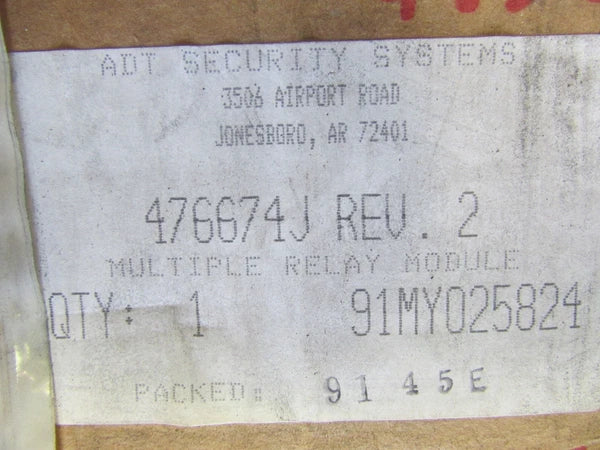 ADT SECURITY SYSTEMS
3506 AIRPORT ROAD
JONESBORO, AR 72401
476674J REV. 2
MULTIPLE RELAY MODULE
QTY: 1 91MY025824
PACKED: 91 45E